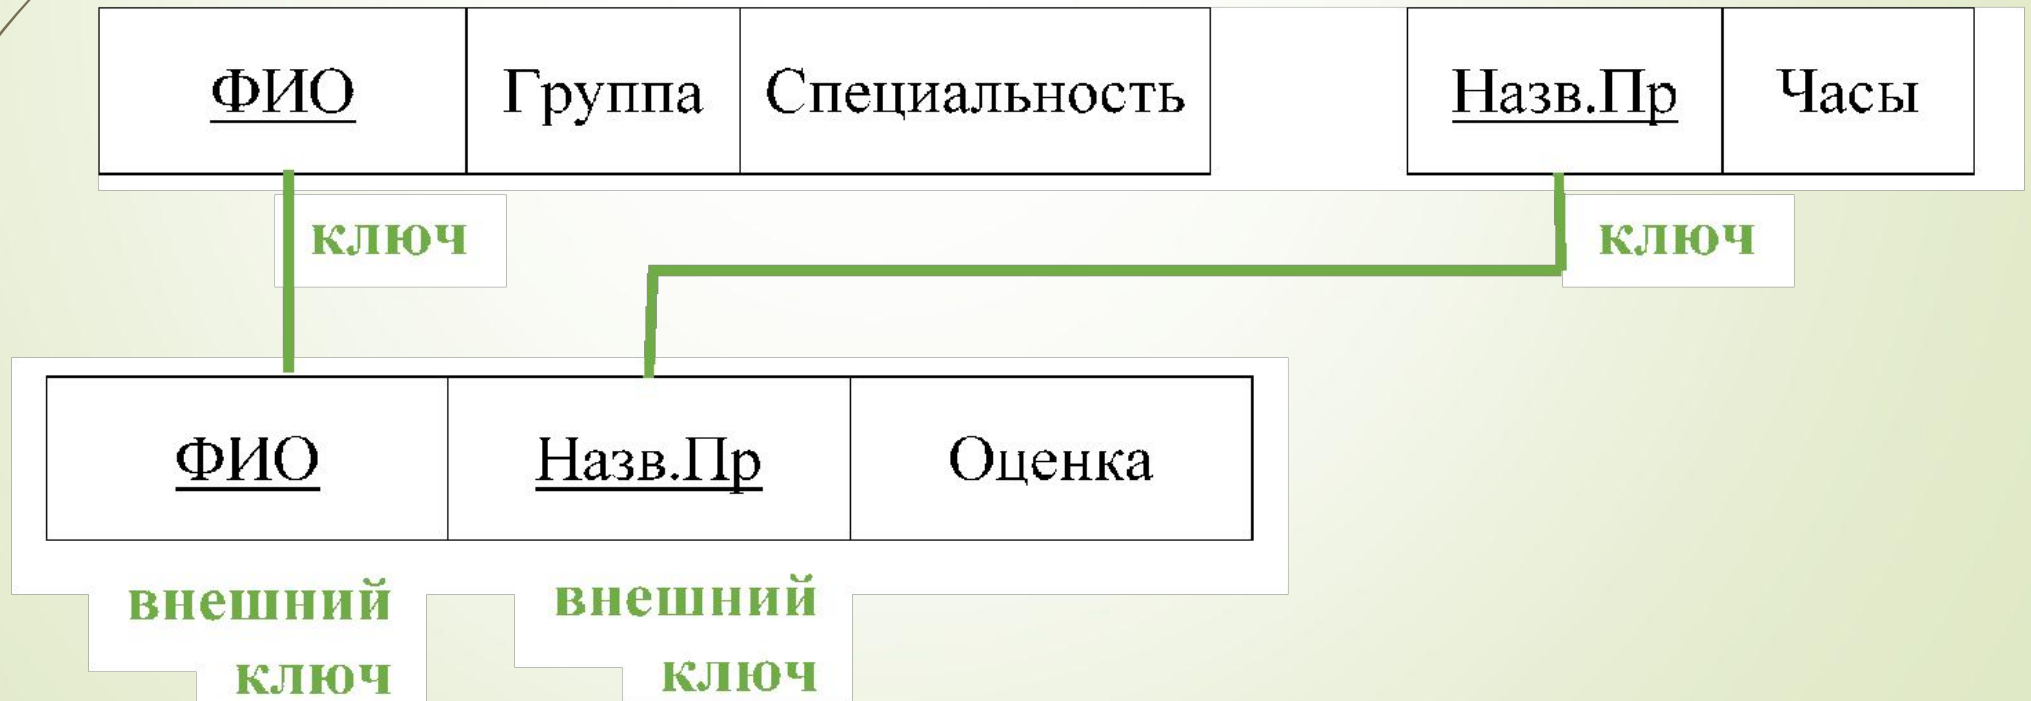 ФИО Группа Специальность Назв.Пр Часы
ключ ключ
ФИО Назв.Пр Оценка
внешний внешний
ключ ключ